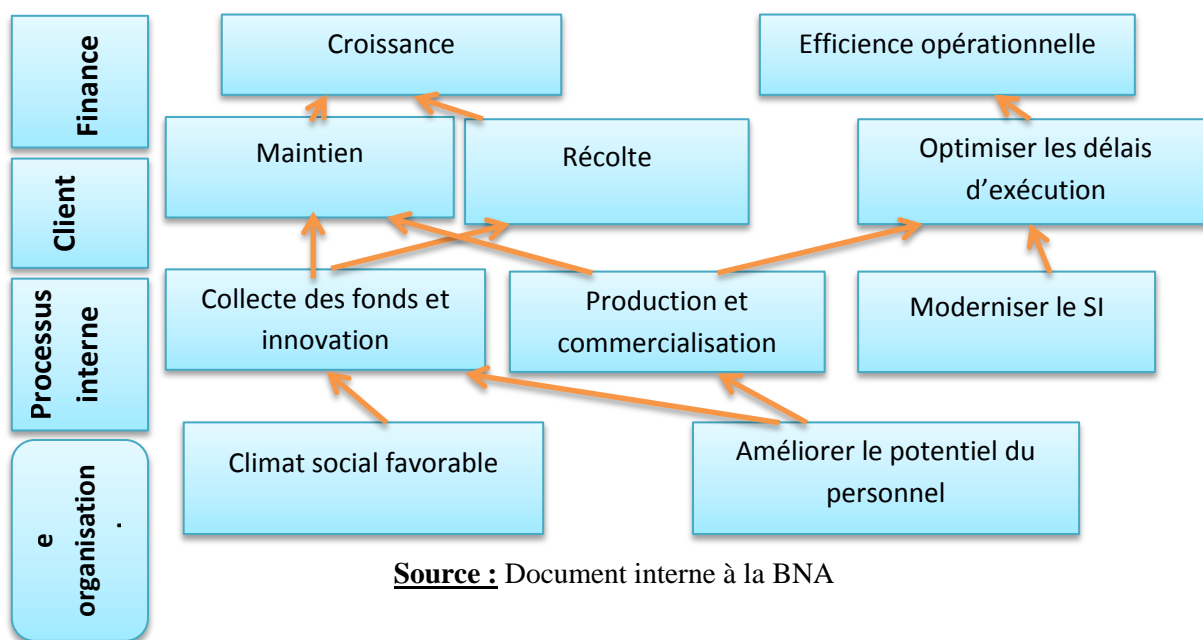 Finance
Croissance
Efficience opérationnelle
Client
Maintien
Récolte
Optimiser les délais
d'exécution
Processus
interne
Collecte des fonds et
innovation
Production et
commercialisation
Moderniser le SI
e
organisation
.
Climat social favorable
Améliorer le potentiel du
personnel
Source : Document interne à la BNA